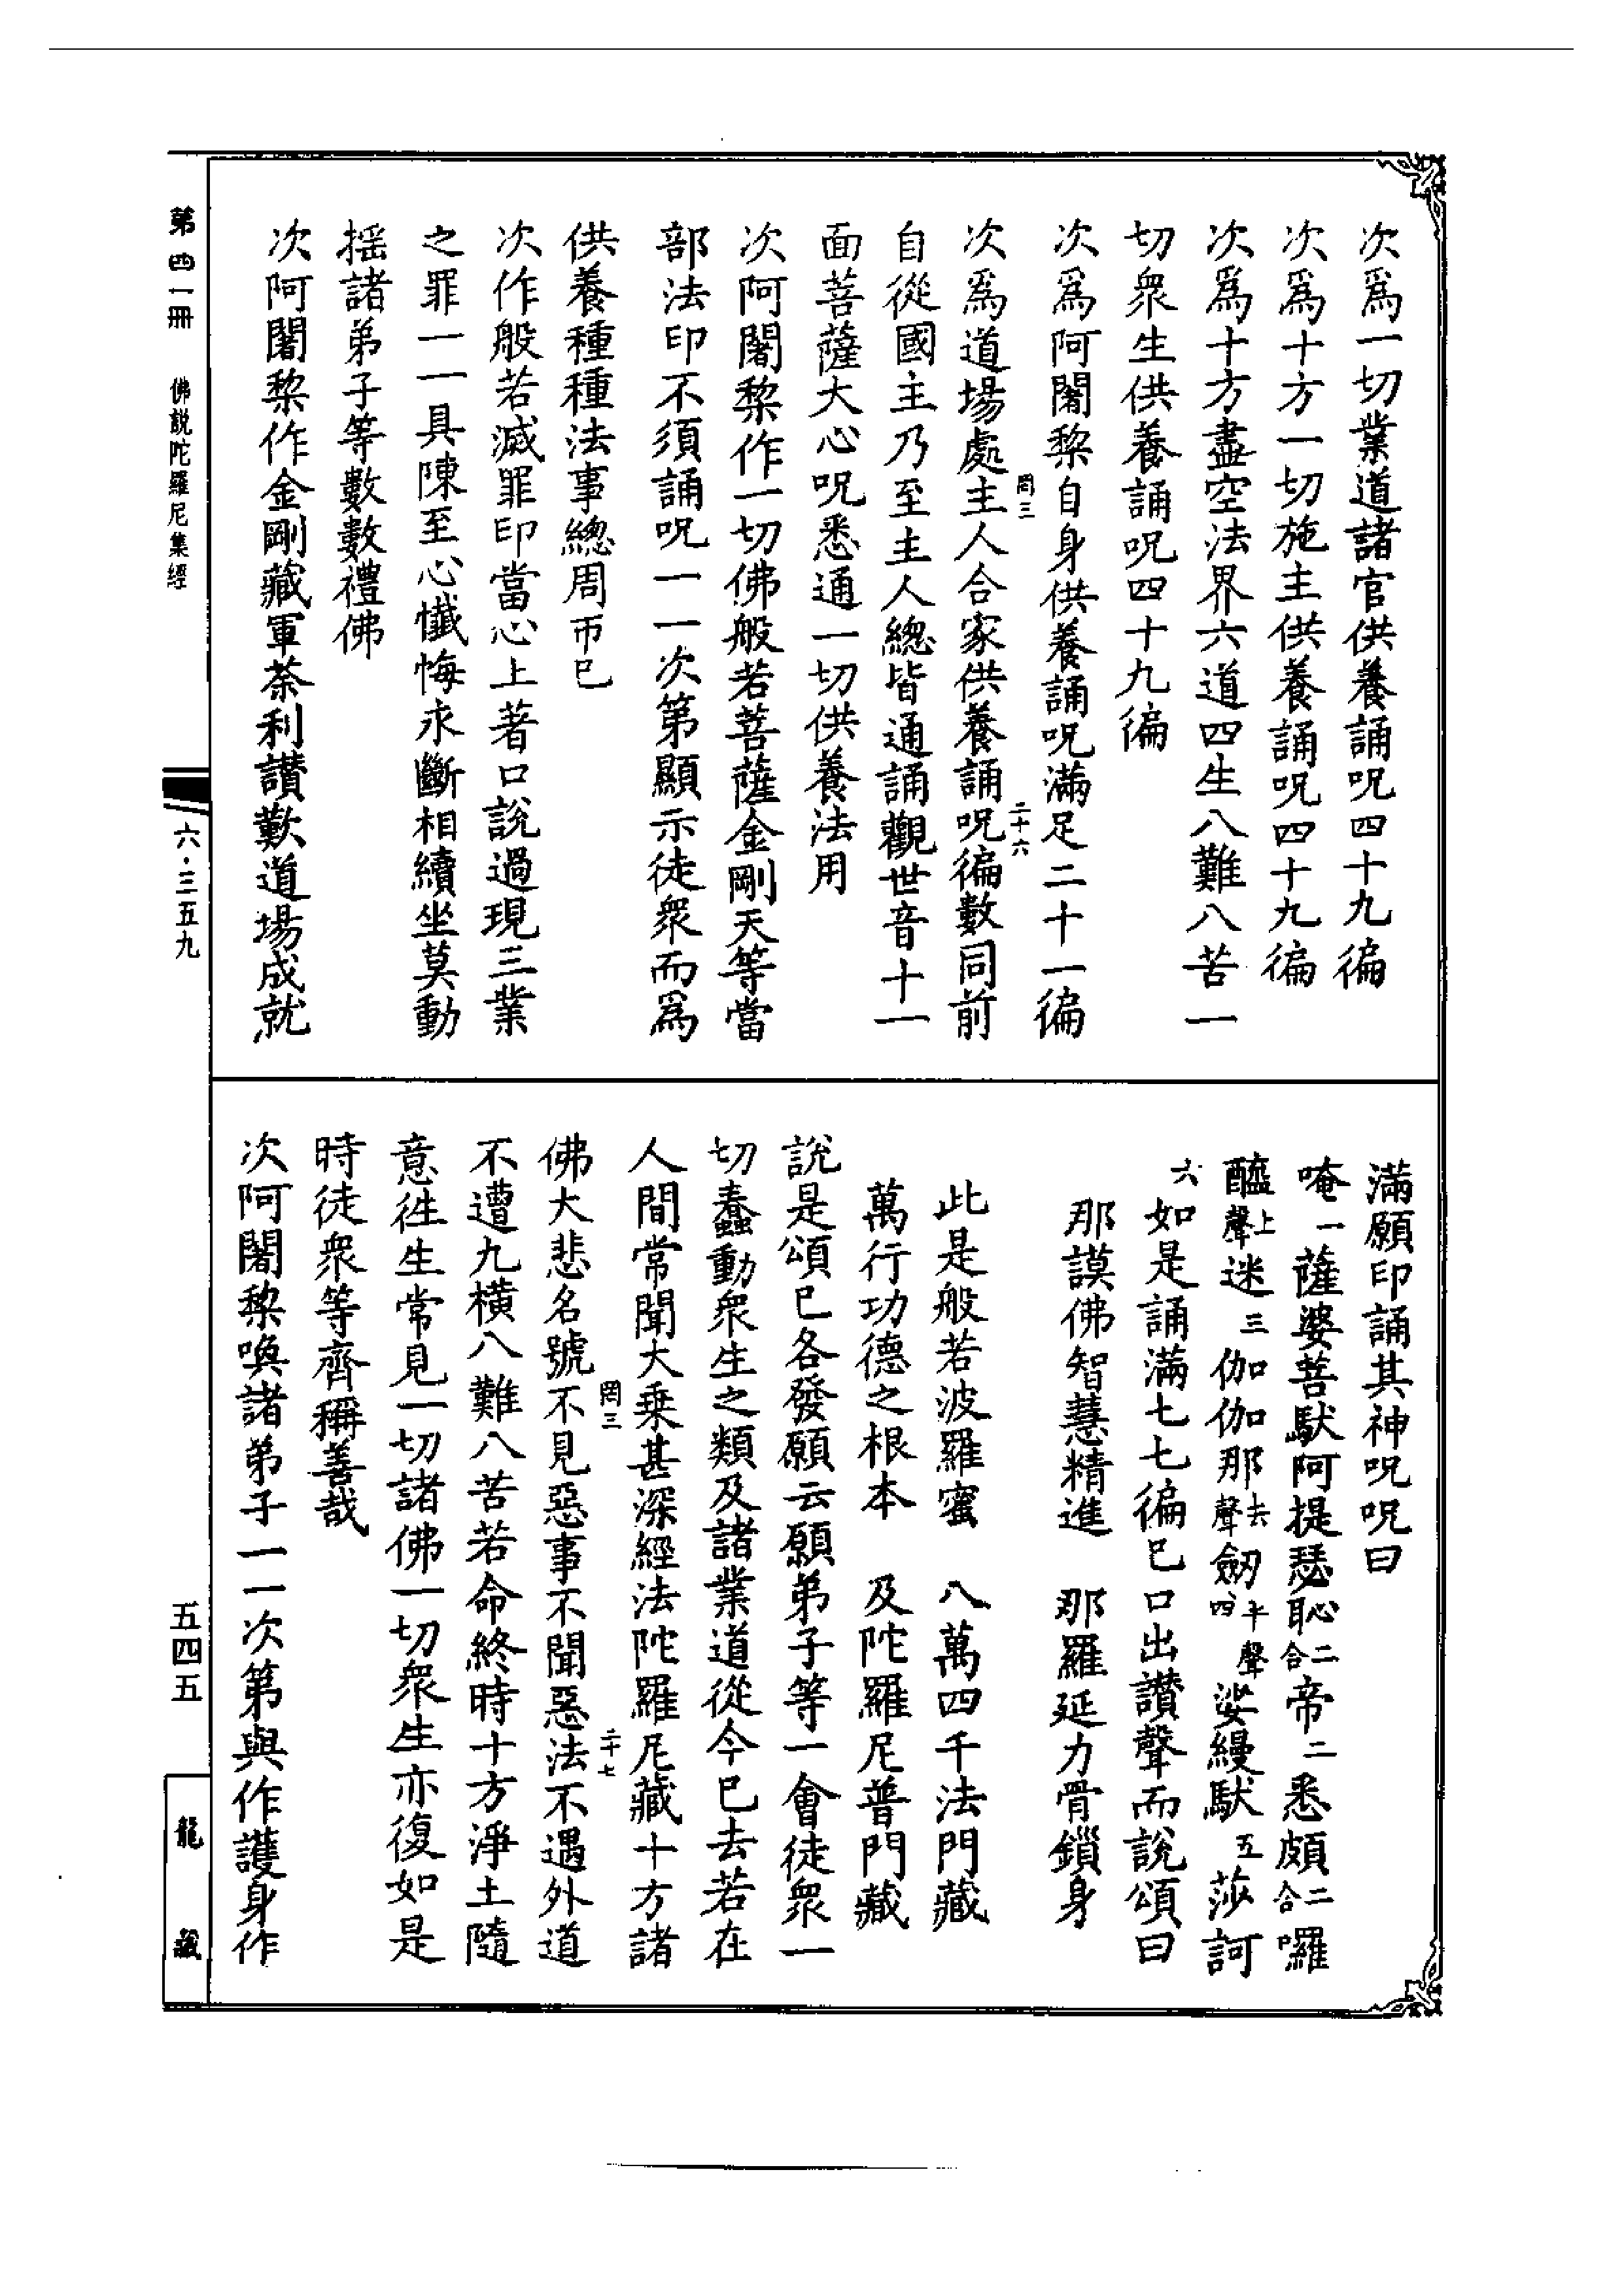 次爲一切業道諸官供養誦呪四十九徧
次爲十方一切施主供養誦呪四十九徧
次爲十方盡空法界六道四生八難八苦一
切衆生供養誦呪四十九徧
次爲阿闍黎自身供養誦呪滿足二十一徧
罔三 二十六
次爲道場處主人合家供養誦呪徧數同前
自從國主乃至主人總皆通誦觀世音十一
面菩薩大心呪悉通一切供養法用
次阿闍黎作一切佛般若菩薩金剛天等當
部法印不須誦呪一一次第顯示徒衆而爲
供養種種法事總周帀已
次作般若滅罪印當心上著口說過現三業
之罪一一具陳至心懺悔永斷相續坐莫動
搖諸弟子等數數禮佛
次阿闍黎作金剛藏軍荼利讃歎道場成就
滿願印誦其神呪呪曰
唵一薩婆菩馱阿提瑟恥二合帝二悉頗二合囉
醯上聲迷三伽伽那去聲劒平聲四娑縵馱五莎訶
六如是誦滿七七徧已口出讃聲而說頌曰
那謨佛智慧精進 那羅延力骨鎖身
此是般若波羅蜜 八萬四千法門藏
萬行功德之根本 及陀羅尼普門藏
說是頌已各發願云願弟子等一會徒衆一
切蠢動衆生之類及諸業道從今已去若在
人間常聞大乗甚深經法陀羅尼藏十方諸
罔三 二十七
佛大悲名號不見惡事不聞惡法不遇外道
不遭九橫八難八苦若命終時十方淨土隨
意徃生常見一切諸佛一切衆生亦復如是
時徒衆等齊稱善哉
次阿闍黎喚諸弟子一一次第與作護身作
第四一冊 佛說陀羅尼集經 六·三五九 五四五 龍藏